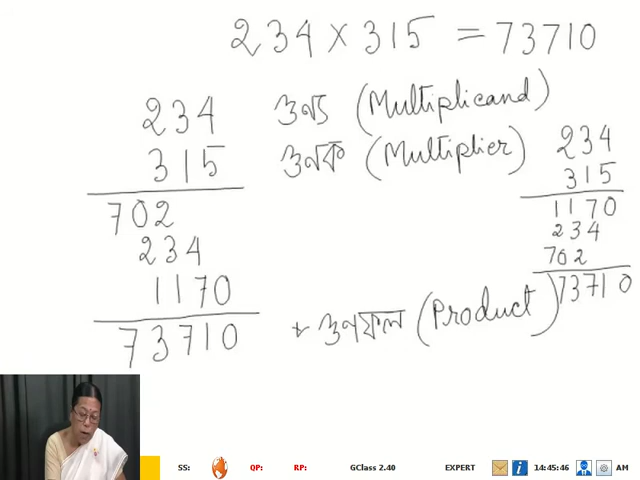 234 × 315 = 73710
234 গুণ্য (Multiplicand)
315 গুণক (Multiplier)
702
234
1170
73710 গুণফল (Product)
234
315
1170
234
702
73710
SS: QP: RP: GClass 2.40 EXPERT 14:45:46 AM